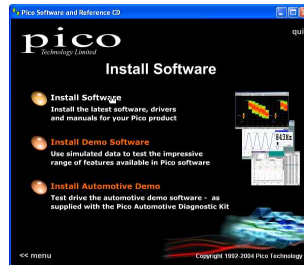 Pico Software and Reference CD
quit
pico
Technology Limited
Install Software
Install Software
Install the latest software, drivers
and manuals for your Pico product
Install Demo Software
Use simulated data to test the impressive
range of features available in Pico software
843Hz
Install Automotive Demo
Test drive the automotive demo software - as
supplied with the Pico Automotive Diagnostic Kit
<< menu
Copyright 1992-2004 Pico Technology